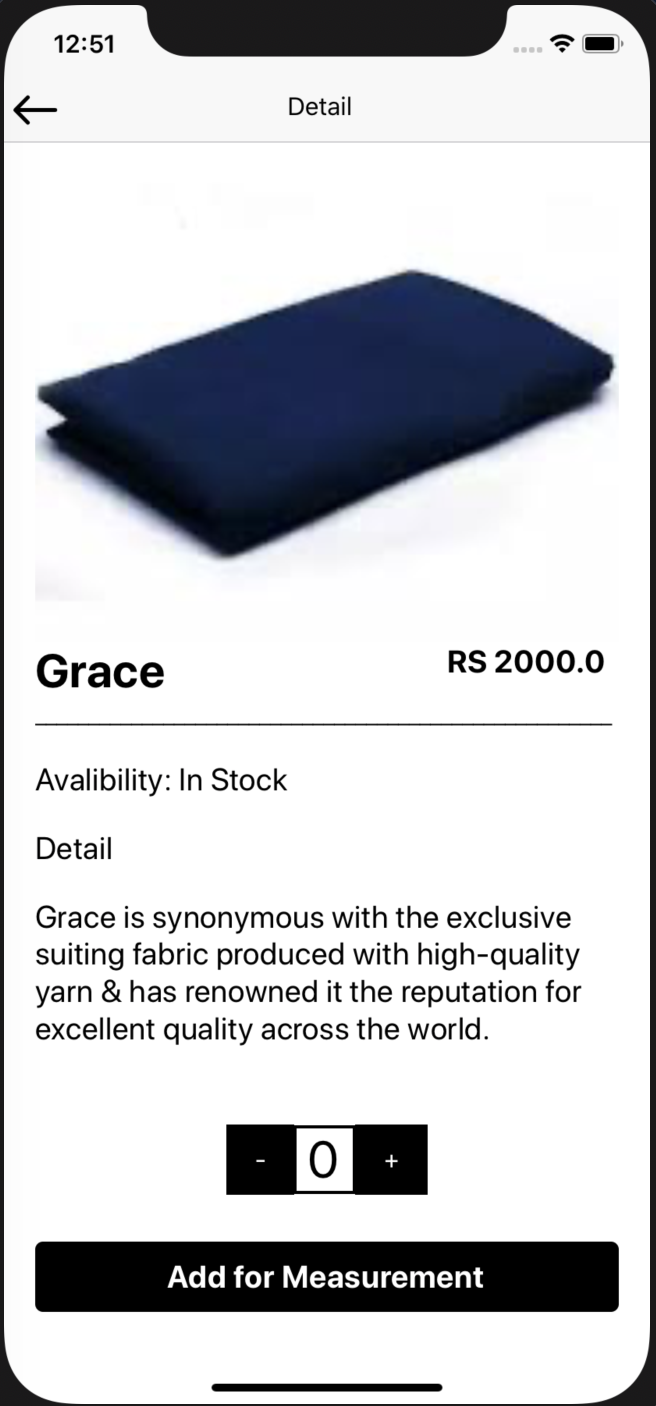 12:51
Detail
Grace
RS 2000.0
Avalibility: In Stock
Detail
Grace is synonymous with the exclusive
suiting fabric produced with high-quality
yarn & has renowned it the reputation for
excellent quality across the world.
- 0 +
Add for Measurement